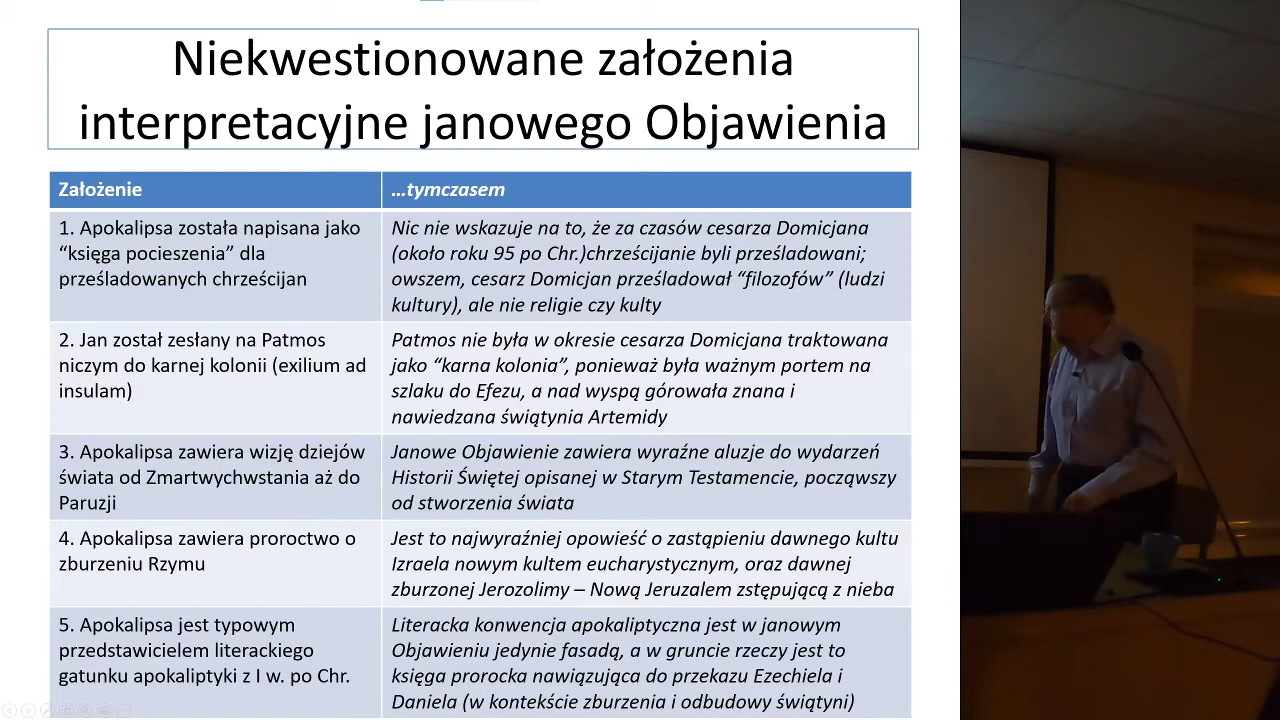 Niekwestionowane założenia
interpretacyjne janowego Objawienia
Założenie
...tymczasem
1. Apokalipsa została napisana jako
“księga pocieszenia” dla
prześladowanych chrześcijan
Nic nie wskazuje na to, że za czasów cesarza Domicjana
(około roku 95 po Chr.)chrześcijanie byli prześladowani;
owszem, cesarz Domicjan prześladował “filozofów” (ludzi
kultury), ale nie religie czy kulty
2. Jan został zesłany na Patmos
niczym do karnej kolonii (exilium ad
insulam)
Patmos nie była w okresie cesarza Domicjana traktowana
jako “karna kolonia”, ponieważ była ważnym portem na
szlaku do Efezu, a nad wyspą górowała znana i
nawiedzana świątynia Artemidy
3. Apokalipsa zawiera wizję dziejów
świata od Zmartwychwstania aż do
Paruzji
Janowe Objawienie zawiera wyraźne aluzje do wydarzeń
Historii Świętej opisanej w Starym Testamencie, począwszy
od stworzenia świata
4. Apokalipsa zawiera proroctwo o
zburzeniu Rzymu
Jest to najwyraźniej opowieść o zastąpieniu dawnego kultu
Izraela nowym kultem eucharystycznym, oraz dawnej
zburzonej Jerozolimy – Nową Jeruzalem zstępującą z nieba
5. Apokalipsa jest typowym
przedstawicielem literackiego
gatunku apokaliptyki z I w. po Chr.
Literacka konwencja apokaliptyczna jest w janowym
Objawieniu jedynie fasadą, a w gruncie rzeczy jest to
księga prorocka nawiązująca do przekazu Ezechiela i
Daniela (w kontekście zburzenia i odbudowy świątyni)